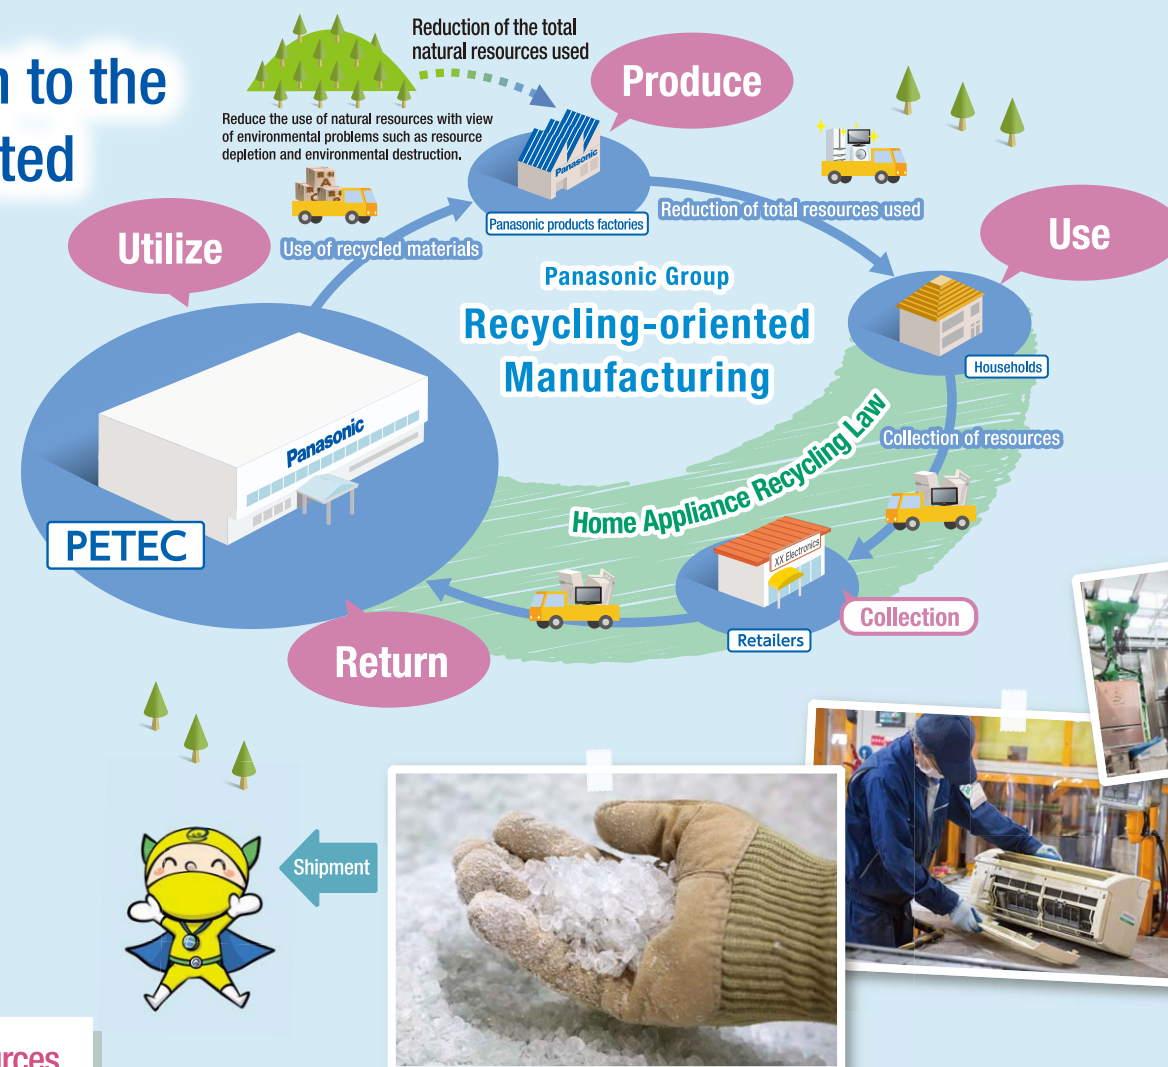 n to the
ted
Reduction of the total
natural resources used
Reduce the use of natural resources with view
of environmental problems such as resource
depletion and environmental destruction.
Produce
Panasonic
Panasonic products factories
Reduction of total resources used
Use
Utilize
Use of recycled materials
Panasonic Group
Recycling-oriented
Manufacturing
Households
Panasonic
PETEC
Home Appliance Recycling Law
Collection of resources
XX Electronics
Retailers
Collection
Return
Shipment
urces